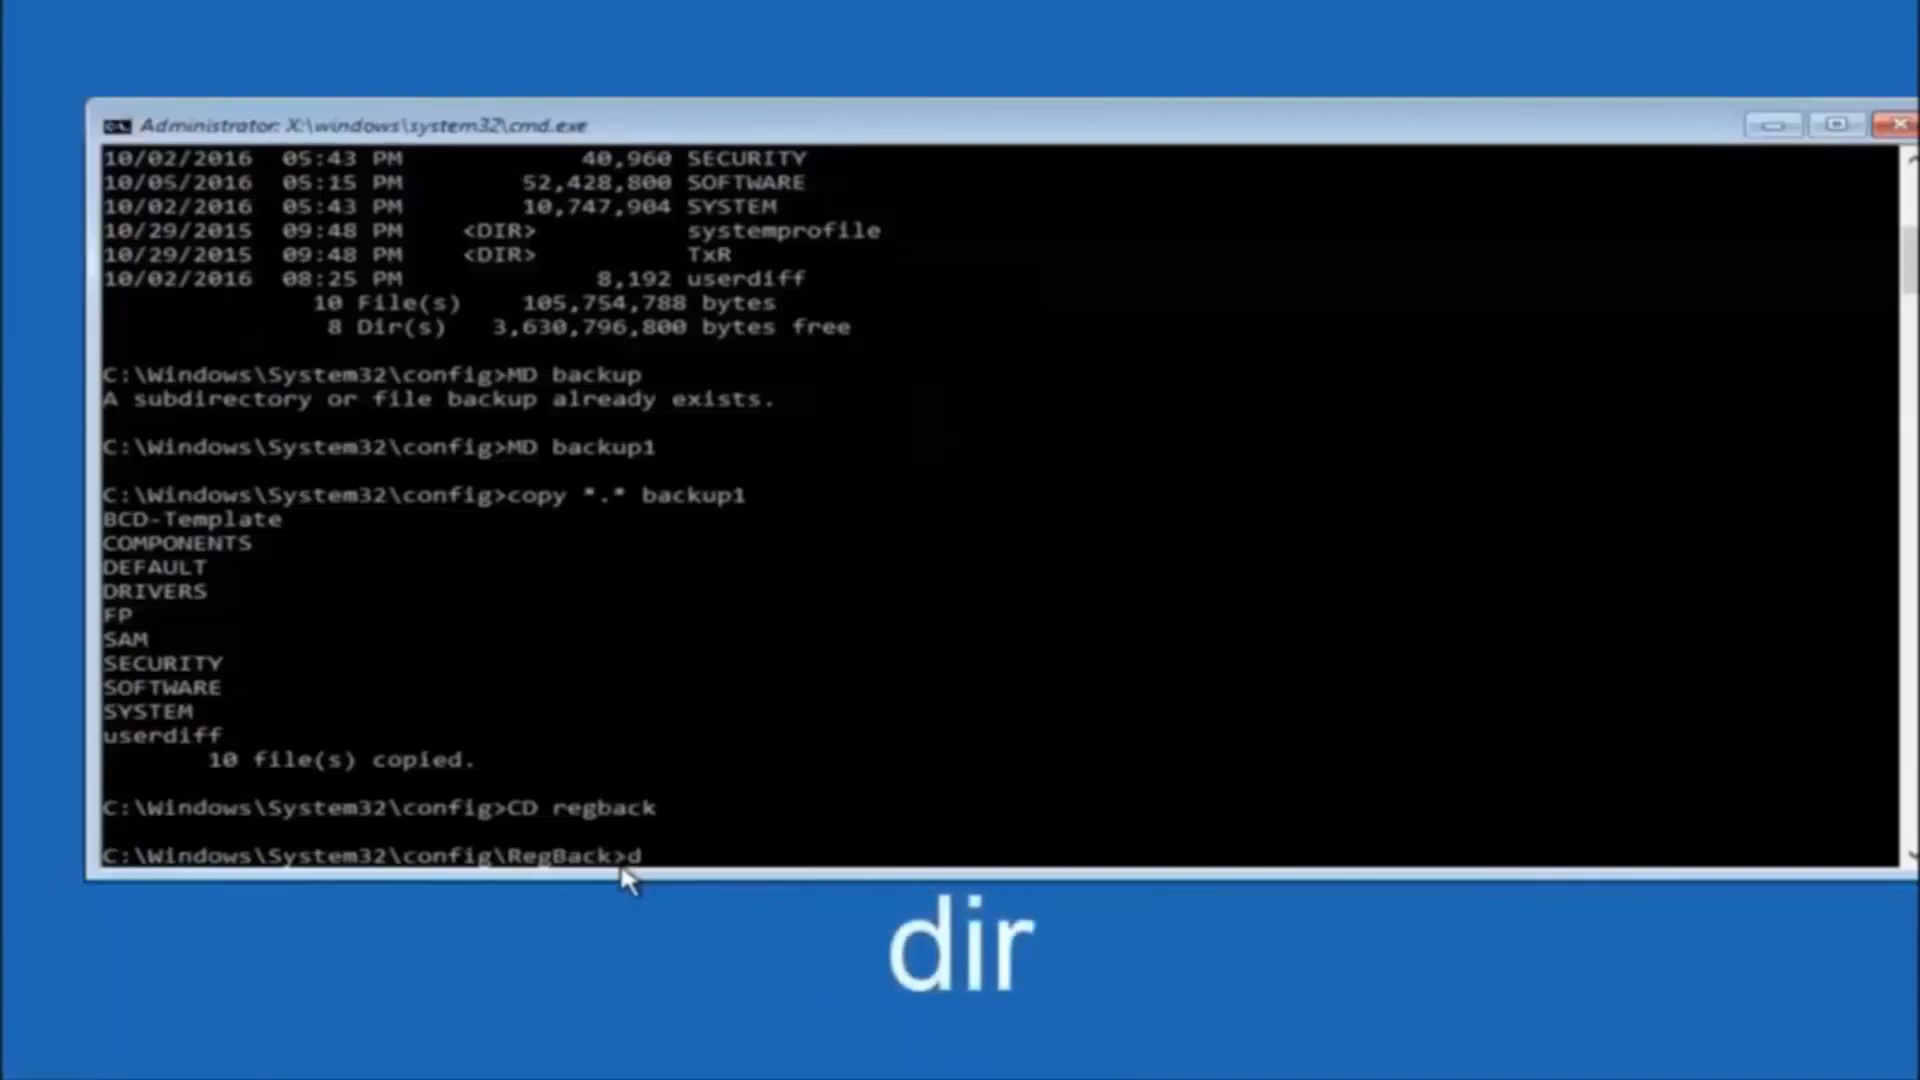 Administrator: X:\windows\system32\cmd.exe
10/02/2016  05:43 PM            40,960 SECURITY
10/05/2016  05:15 PM        52,428,800 SOFTWARE
10/02/2016  05:43 PM        10,747,904 SYSTEM
10/29/2015  09:48 PM    <DIR>          systemprofile
10/29/2015  09:48 PM    <DIR>          TxR
10/02/2016  08:25 PM             8,192 userdiff
10 File(s)    105,754,788 bytes
8 Dir(s)   3,630,796,800 bytes free
C:\Windows\System32\config>MD backup
A subdirectory or file backup already exists.
C:\Windows\System32\config>MD backup1
C:\Windows\System32\config>copy *.* backup1
BCD-Template
COMPONENTS
DEFAULT
DRIVERS
FP
SAM
SECURITY
SOFTWARE
SYSTEM
userdiff
10 file(s) copied.
C:\Windows\System32\config>CD regback
C:\Windows\System32\config\RegBack>d
dir